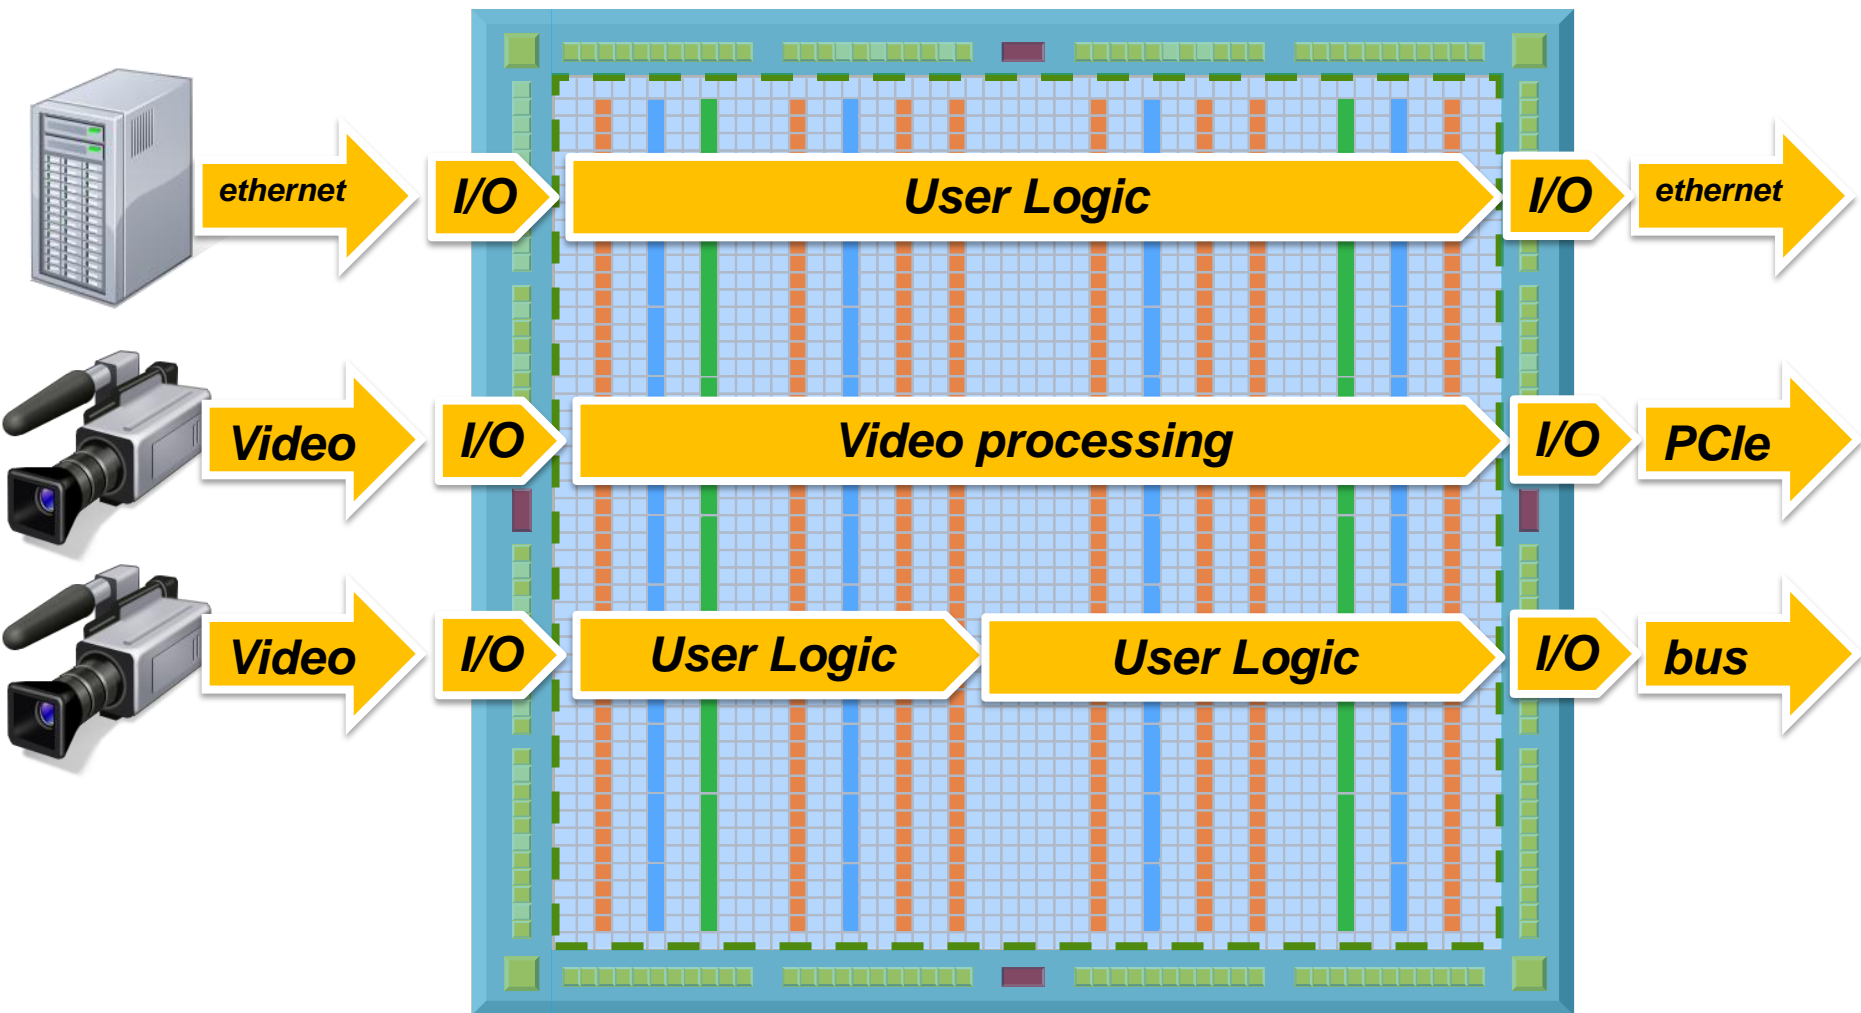 ethernet
I/O
User Logic
I/O
ethernet
Video
I/O
Video processing
I/O
PCIe
Video
I/O
User Logic
User Logic
I/O
bus